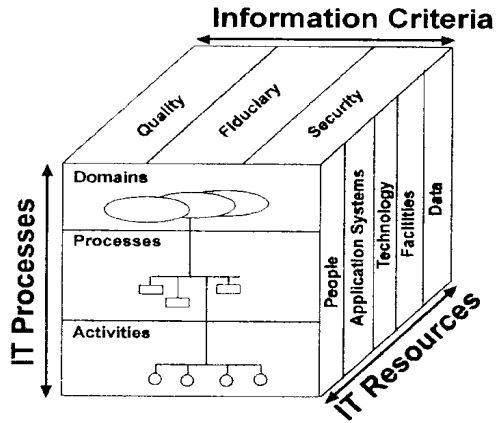 Information Criteria
Quality
Fiduciary
Security
IT Processes
Domains
Processes
Activities
People
Application Systems
Technology
Facilities
Data
IT Resources